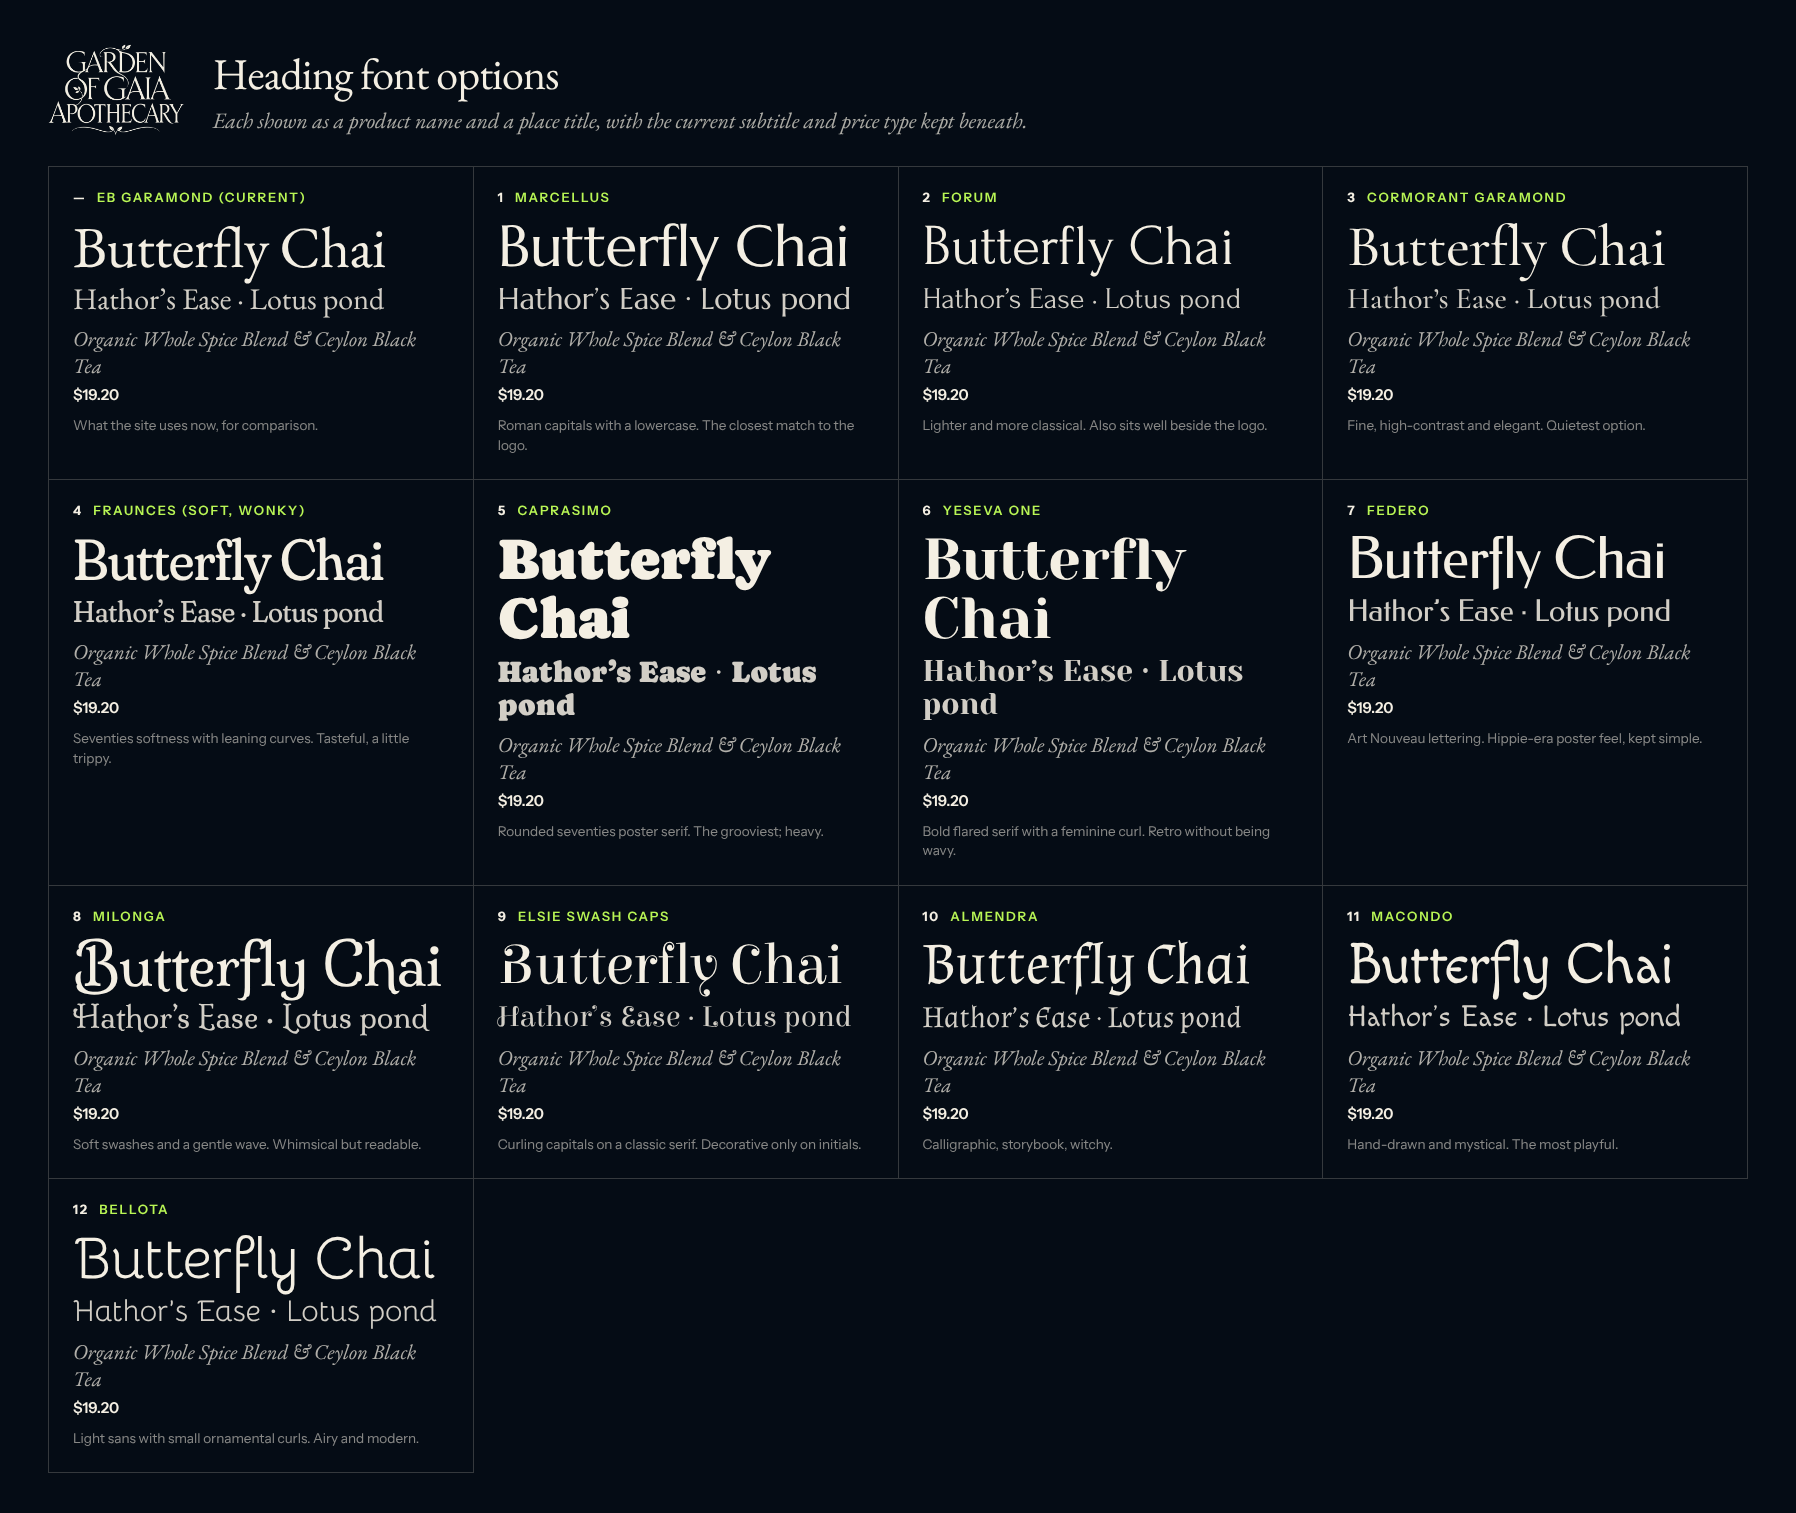 GARDEN
OF GAIA
APOTHECARY
Heading font options
Each shown as a product name and a place title, with the current subtitle and price type kept beneath.
— EB GARAMOND (CURRENT)
Butterfly Chai
Hathor’s Ease · Lotus pond
Organic Whole Spice Blend & Ceylon Black
Tea
$19.20
What the site uses now, for comparison.
1 MARCELLUS
Butterfly Chai
Hathor’s Ease · Lotus pond
Organic Whole Spice Blend & Ceylon Black
Tea
$19.20
Roman capitals with a lowercase. The closest match to the
logo.
2 FORUM
Butterfly Chai
Hathor’s Ease · Lotus pond
Organic Whole Spice Blend & Ceylon Black
Tea
$19.20
Lighter and more classical. Also sits well beside the logo.
3 CORMORANT GARAMOND
Butterfly Chai
Hathor’s Ease · Lotus pond
Organic Whole Spice Blend & Ceylon Black
Tea
$19.20
Fine, high-contrast and elegant. Quietest option.
4 FRAUNCES (SOFT, WONKY)
Butterfly Chai
Hathor’s Ease · Lotus pond
Organic Whole Spice Blend & Ceylon Black
Tea
$19.20
Seventies softness with leaning curves. Tasteful, a little
trippy.
5 CAPRASIMO
Butterfly
Chai
Hathor’s Ease · Lotus
pond
Organic Whole Spice Blend & Ceylon Black
Tea
$19.20
Rounded seventies poster serif. The grooviest; heavy.
6 YESEVA ONE
Butterfly
Chai
Hathor’s Ease · Lotus
pond
Organic Whole Spice Blend & Ceylon Black
Tea
$19.20
Bold flared serif with a feminine curl. Retro without being
wavy.
7 FEDERO
Butterfly Chai
Hathor’s Ease · Lotus pond
Organic Whole Spice Blend & Ceylon Black
Tea
$19.20
Art Nouveau lettering. Hippie-era poster feel, kept simple.
8 MILONGA
Butterfly Chai
Hathor’s Ease · Lotus pond
Organic Whole Spice Blend & Ceylon Black
Tea
$19.20
Soft swashes and a gentle wave. Whimsical but readable.
9 ELSIE SWASH CAPS
Butterfly Chai
Hathor’s Ease · Lotus pond
Organic Whole Spice Blend & Ceylon Black
Tea
$19.20
Curling capitals on a classic serif. Decorative only on initials.
10 ALMENDRA
Butterfly Chai
Hathor’s Ease · Lotus pond
Organic Whole Spice Blend & Ceylon Black
Tea
$19.20
Calligraphic, storybook, witchy.
11 MACONDO
Butterfly Chai
Hathor’s Ease · Lotus pond
Organic Whole Spice Blend & Ceylon Black
Tea
$19.20
Hand-drawn and mystical. The most playful.
12 BELLOTA
Butterfly Chai
Hathor’s Ease · Lotus pond
Organic Whole Spice Blend & Ceylon Black
Tea
$19.20
Light sans with small ornamental curls. Airy and modern.